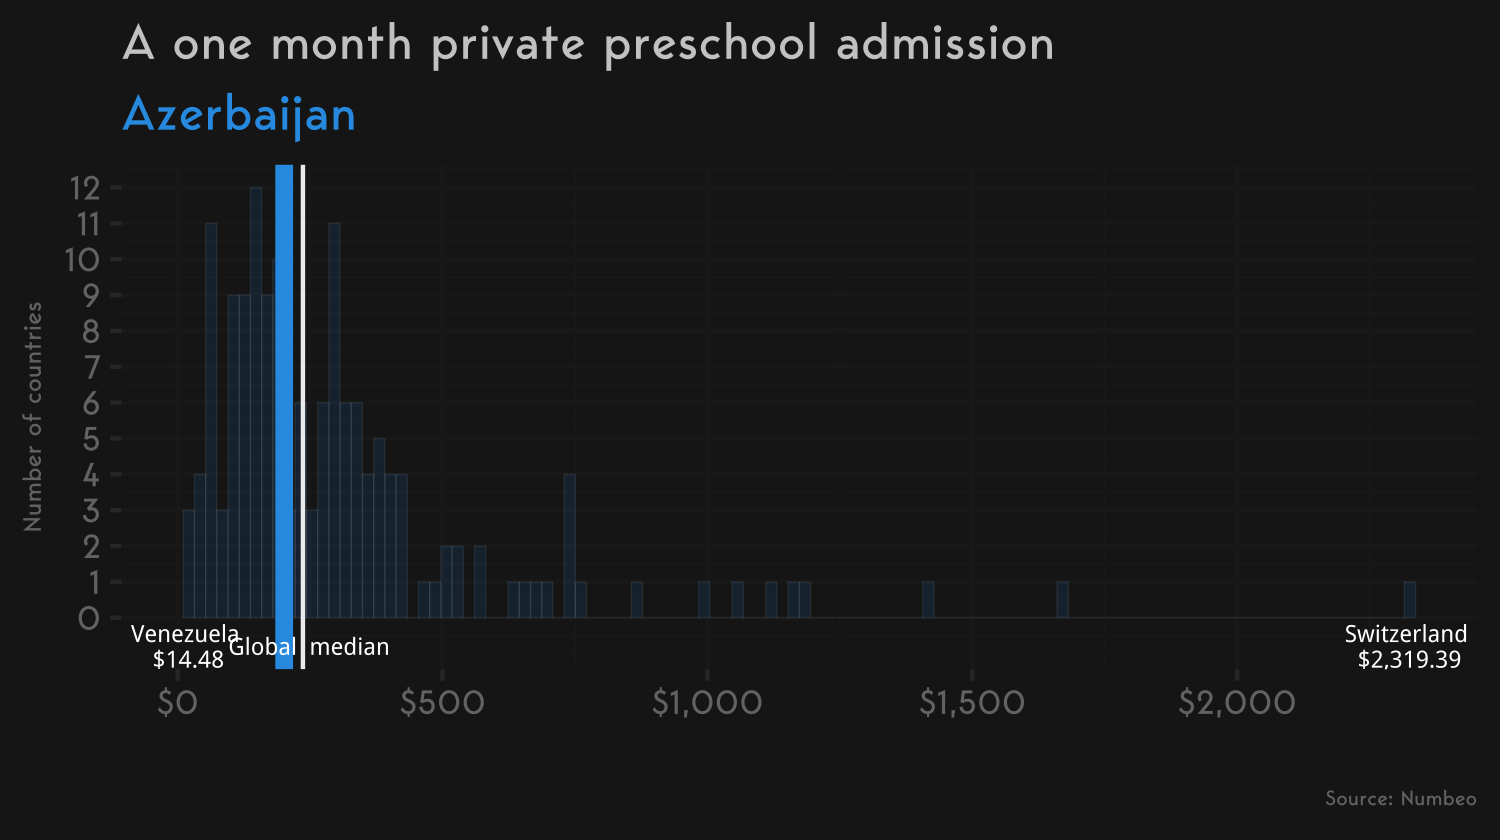 A one month private preschool admission
Azerbaijan
Number of countries
12
11
10
9
8
7
6
5
4
3
2
1
0
Venezuela
$14.48
Global median
Switzerland
$2,319.39
$0 $500 $1,000 $1,500 $2,000
Source: Numbeo